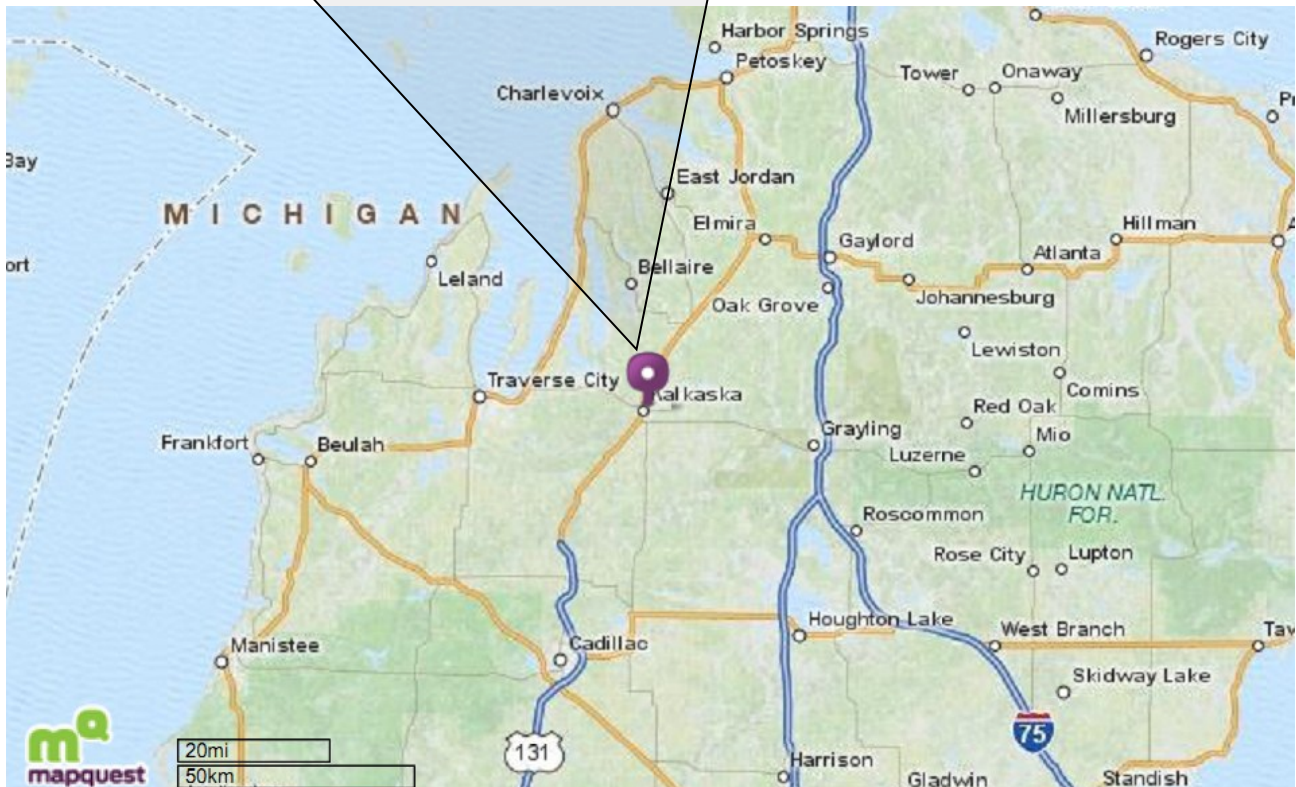 Harbor Springs
Rogers City
Petoskey
Tower
Onaway
Charlevoix
Millersburg
Bay
East Jordan
MICHIGAN
Elmira
Hillman
Gaylord
Atlanta
Bellaire
Leland
Oak Grove
Johannesburg
Lewiston
Traverse City
Comins
Kalkaska
Red Oak
Frankfort
Beulah
Grayling
Mio
Luzerne
HURON NATL.
FOR.
Roscommon
Rose City
Lupton
Houghton Lake
West Branch
Manistee
Cadillac
Skidway Lake
75
mq
mapquest
20mi
50km
131
Harrison
Gladwin
Standish